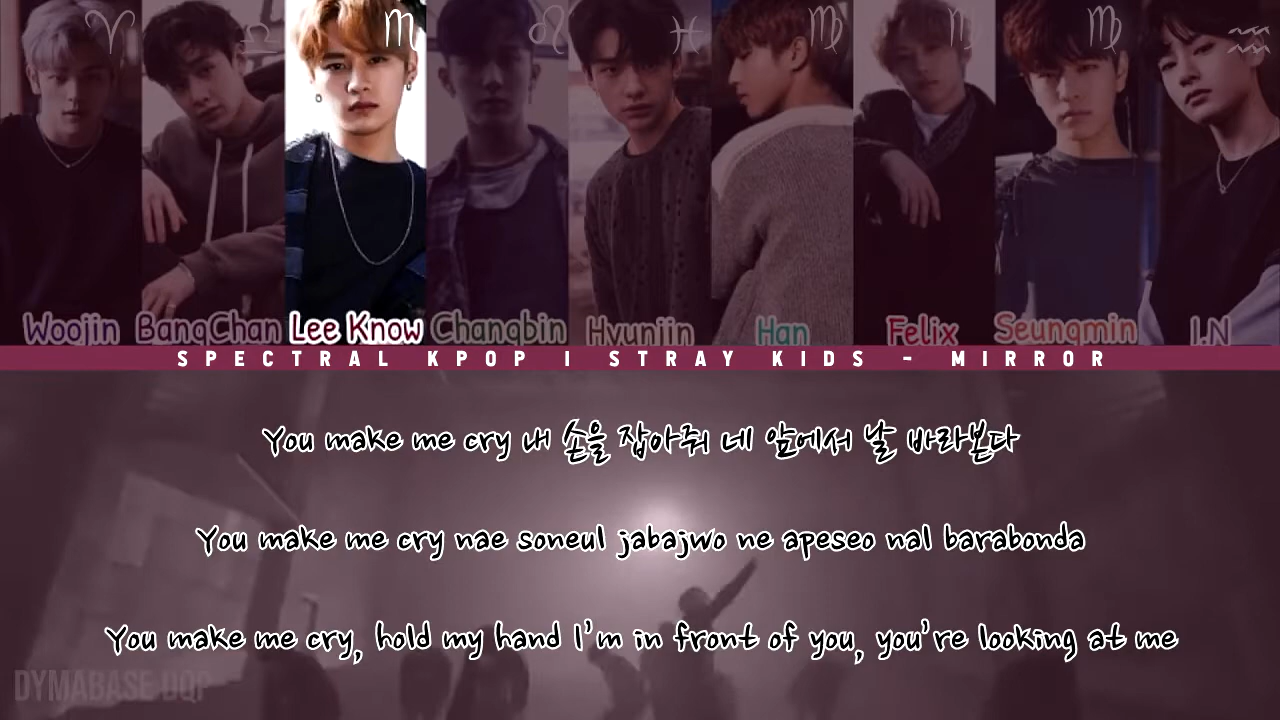 Woojin BangChan Lee Know Changbin Hyunjin Han Felix Seungmin I.N
SPECTRAL KPOP | STRAY KIDS - MIRROR
You make me cry 내 손을 잡아줘 네 앞에서 날 바라본다
You make me cry nae soneul jabajwo ne apeseo nal barabonda
You make me cry, hold my hand I'm in front of you, you're looking at me
DYMABASE UQP